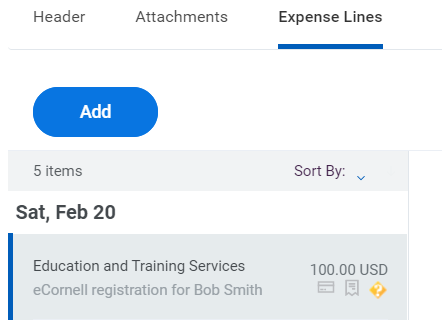 Header Attachments Expense Lines
Add
5 items Sort By:
Sat, Feb 20
Education and Training Services 100.00 USD
eCornell registration for Bob Smith